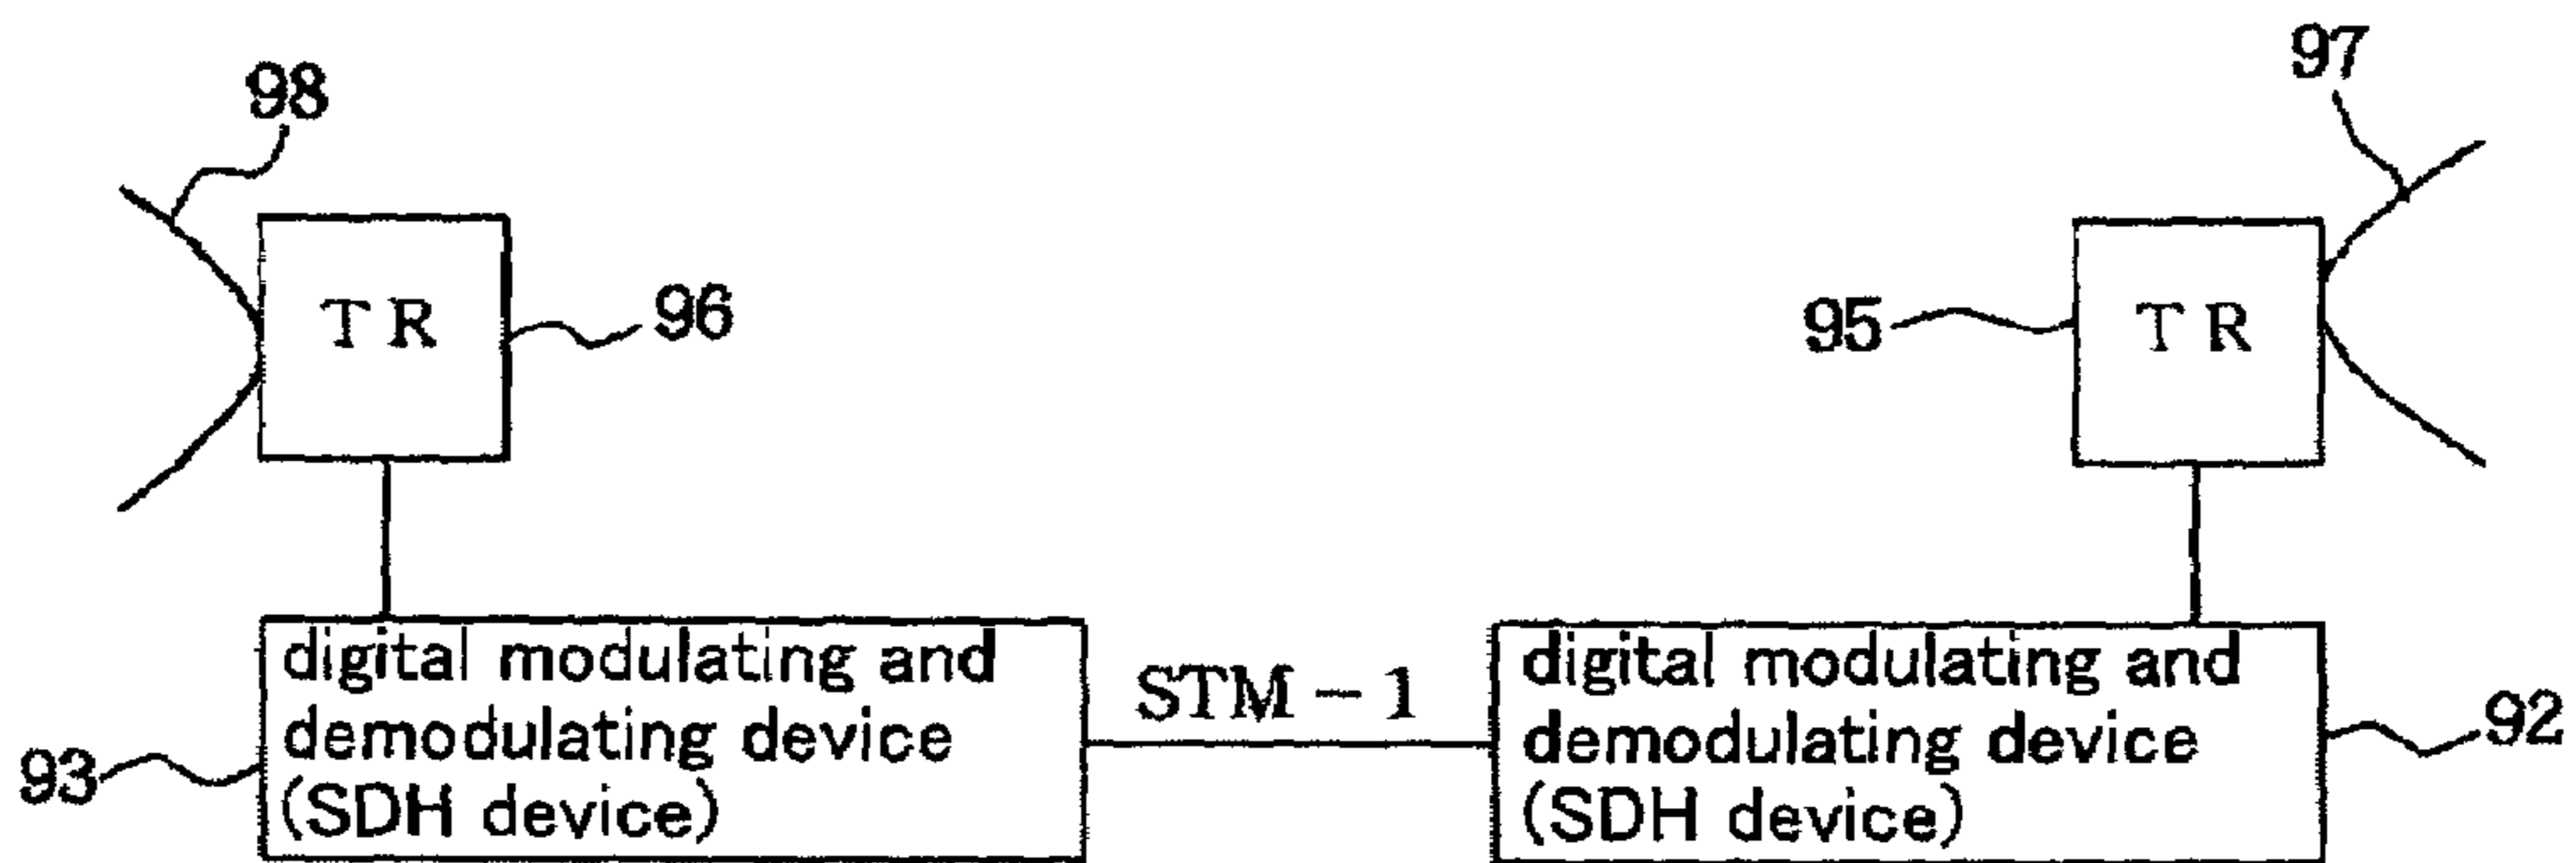 98
97
TR
96
95
TR
digital modulating and
demodulating device
(SDH device)
93
STM-1
digital modulating and
demodulating device
(SDH device)
92